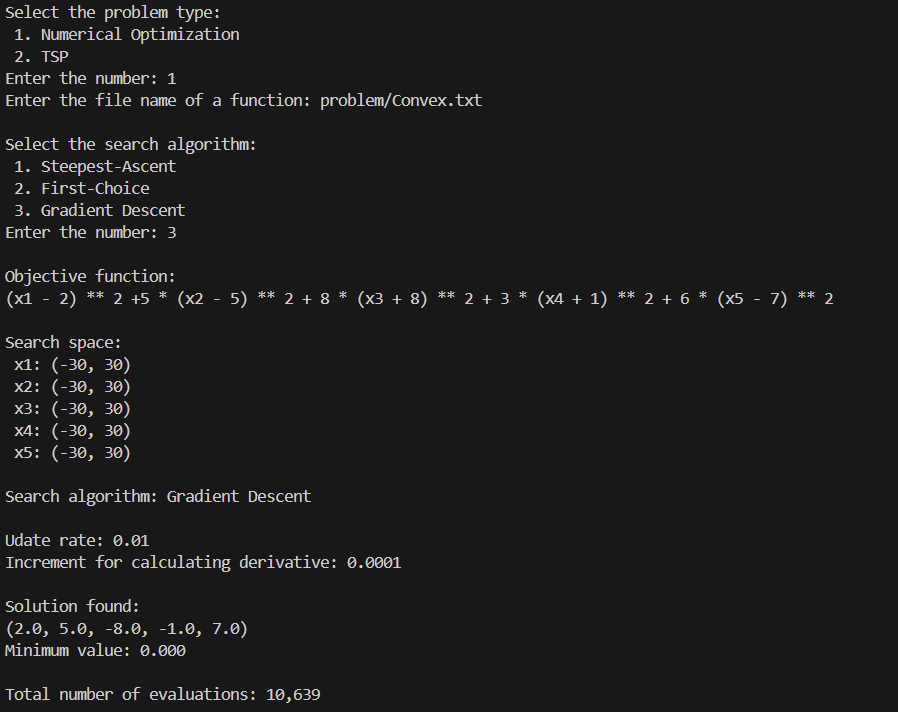 Select the problem type:
1. Numerical Optimization
2. TSP
Enter the number: 1
Enter the file name of a function: problem/Convex.txt
Select the search algorithm:
1. Steepest-Ascent
2. First-Choice
3. Gradient Descent
Enter the number: 3
Objective function:
(x1 - 2) ** 2 +5 * (x2 - 5) ** 2 + 8 * (x3 + 8) ** 2 + 3 * (x4 + 1) ** 2 + 6 * (x5 - 7) ** 2
Search space:
x1: (-30, 30)
x2: (-30, 30)
x3: (-30, 30)
x4: (-30, 30)
x5: (-30, 30)
Search algorithm: Gradient Descent
Udate rate: 0.01
Increment for calculating derivative: 0.0001
Solution found:
(2.0, 5.0, -8.0, -1.0, 7.0)
Minimum value: 0.000
Total number of evaluations: 10,639